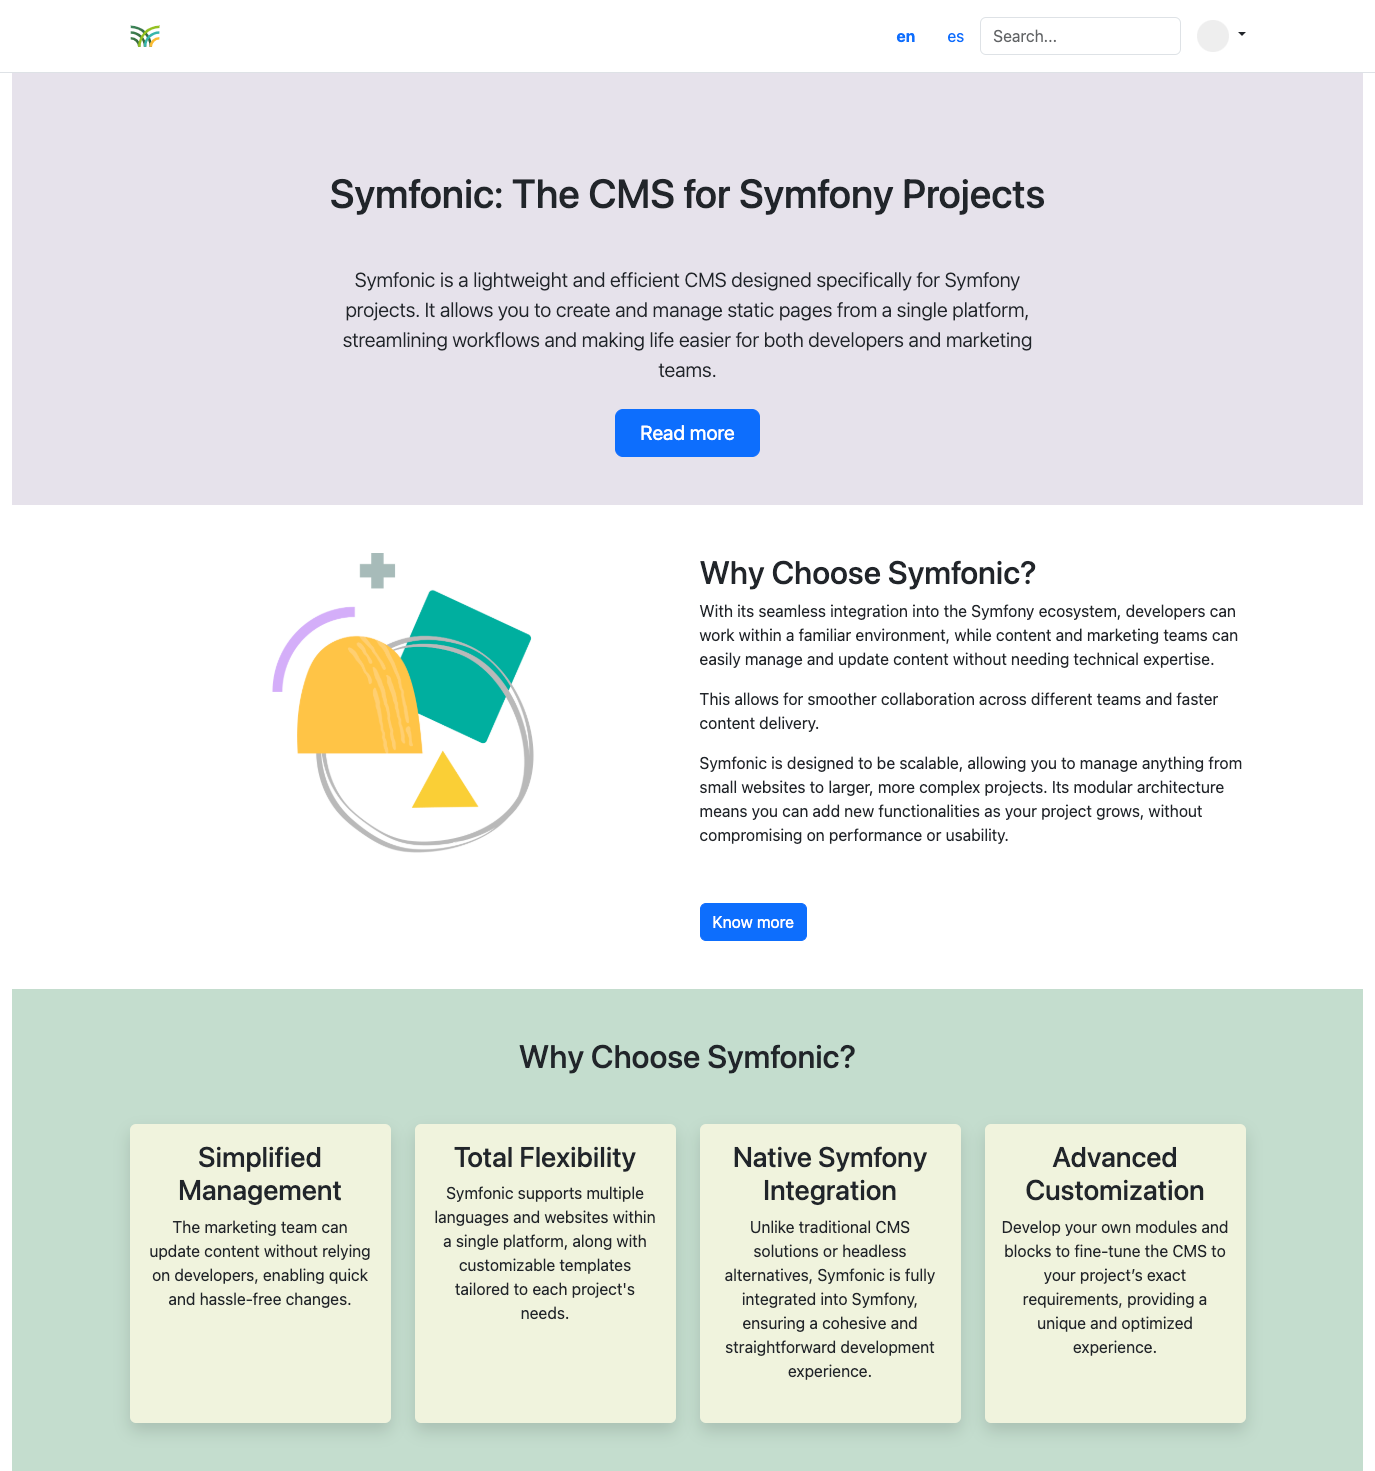 en es Search...
Symfonic: The CMS for Symfony Projects
Symfonic is a lightweight and efficient CMS designed specifically for Symfony
projects. It allows you to create and manage static pages from a single platform,
streamlining workflows and making life easier for both developers and marketing
teams.
Read more
Why Choose Symfonic?
With its seamless integration into the Symfony ecosystem, developers can
work within a familiar environment, while content and marketing teams can
easily manage and update content without needing technical expertise.
This allows for smoother collaboration across different teams and faster
content delivery.
Symfonic is designed to be scalable, allowing you to manage anything from
small websites to larger, more complex projects. Its modular architecture
means you can add new functionalities as your project grows, without
compromising on performance or usability.
Know more
Why Choose Symfonic?
Simplified
Management
The marketing team can
update content without relying
on developers, enabling quick
and hassle-free changes.
Total Flexibility
Symfonic supports multiple
languages and websites within
a single platform, along with
customizable templates
tailored to each project's
needs.
Native Symfony
Integration
Unlike traditional CMS
solutions or headless
alternatives, Symfonic is fully
integrated into Symfony,
ensuring a cohesive and
straightforward development
experience.
Advanced
Customization
Develop your own modules and
blocks to fine-tune the CMS to
your project’s exact
requirements, providing a
unique and optimized
experience.